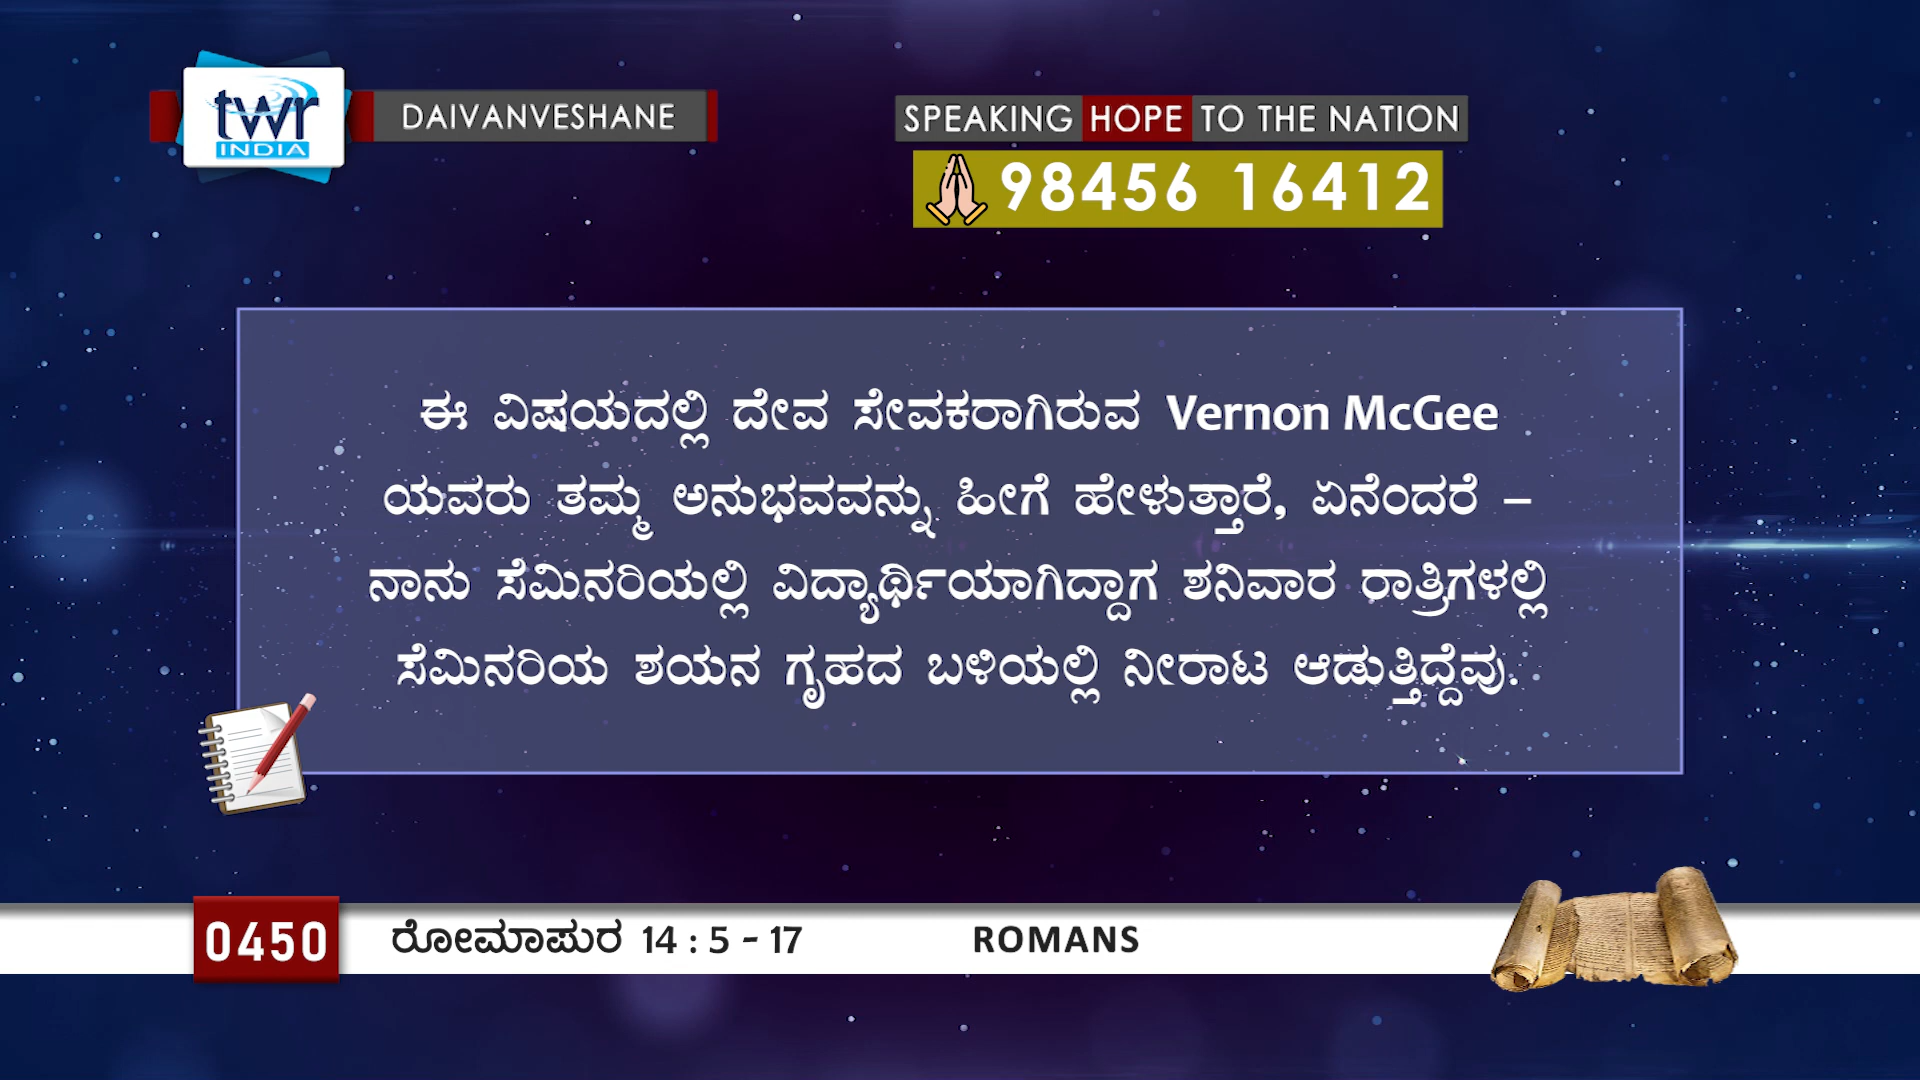 twr
INDIA
DAIVANVESHANE
SPEAKING HOPE TO THE NATION
98456 16412
ಈ ವಿಷಯದಲ್ಲಿ ದೇವ ಸೇವಕರಾಗಿರುವ Vernon McGee
ಯವರು ತಮ್ಮ ಅನುಭವವನ್ನು ಹೀಗೆ ಹೇಳುತ್ತಾರೆ, ಏನೆಂದರೆ –
ನಾನು ಸೆಮಿನರಿಯಲ್ಲಿ ವಿದ್ಯಾರ್ಥಿಯಾಗಿದ್ದಾಗ ಶನಿವಾರ ರಾತ್ರಿಗಳಲ್ಲಿ
ಸೆಮಿನರಿಯ ಶಯನ ಗೃಹದ ಬಳಿಯಲ್ಲಿ ನೀರಾಟ ಆಡುತ್ತಿದ್ದೆವು.
0450 ರೋಮಾಪುರ 14 : 5 - 17 ROMANS